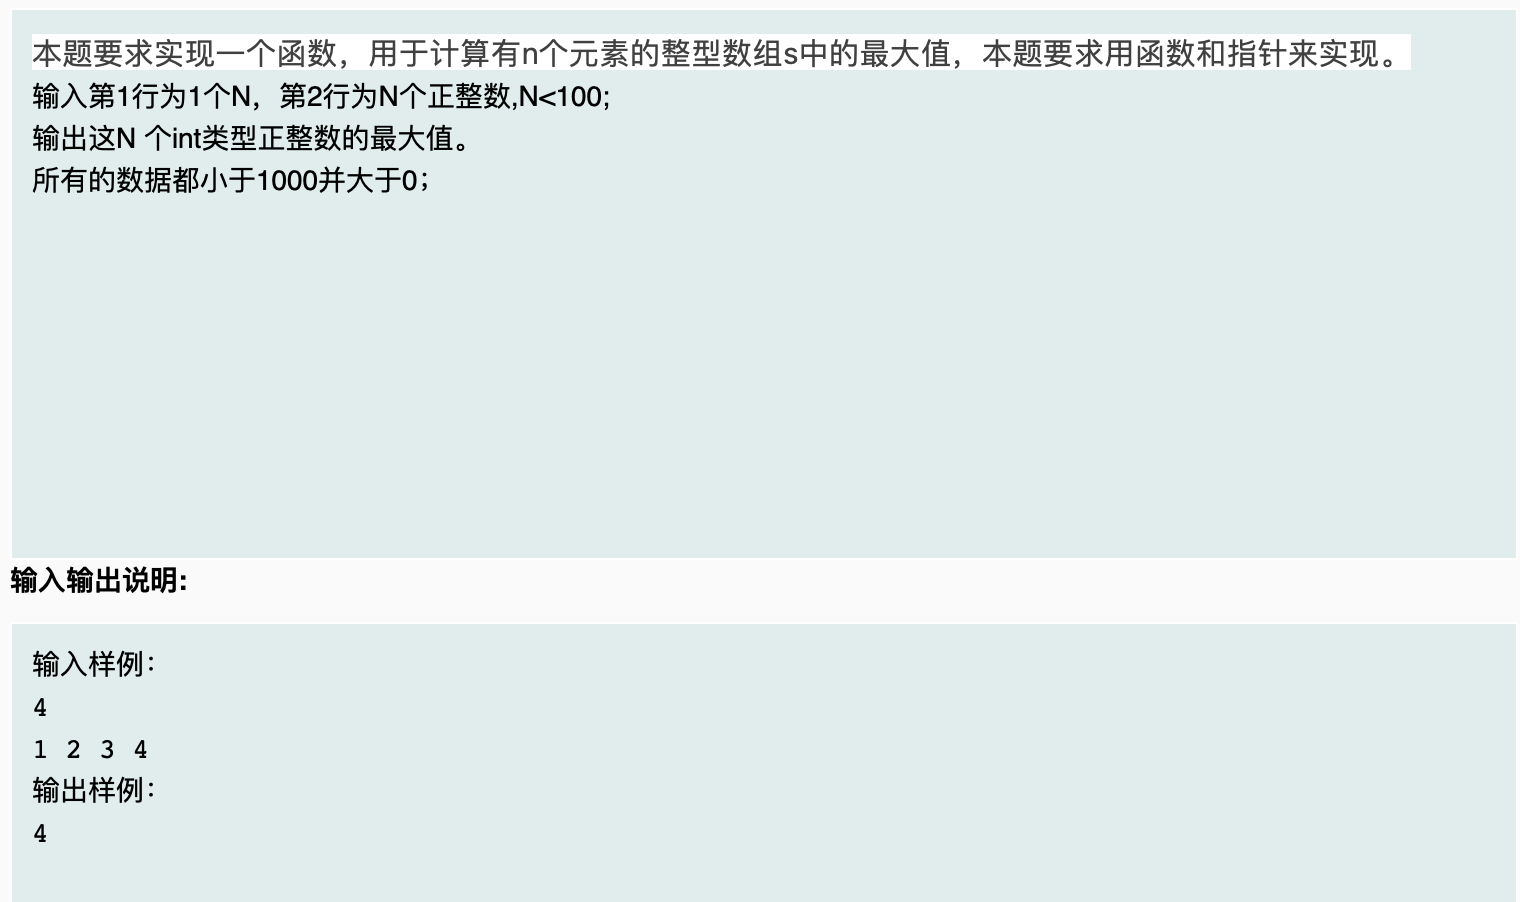 本题要求实现一个函数，用于计算有n个元素的整型数组s中的最大值，本题要求用函数和指针来实现。
输入第1行为1个N，第2行为N个正整数,N<100;
输出这N 个int类型正整数的最大值。
所有的数据都小于1000并大于0；
输入输出说明:
输入样例：
4
1 2 3 4
输出样例：
4